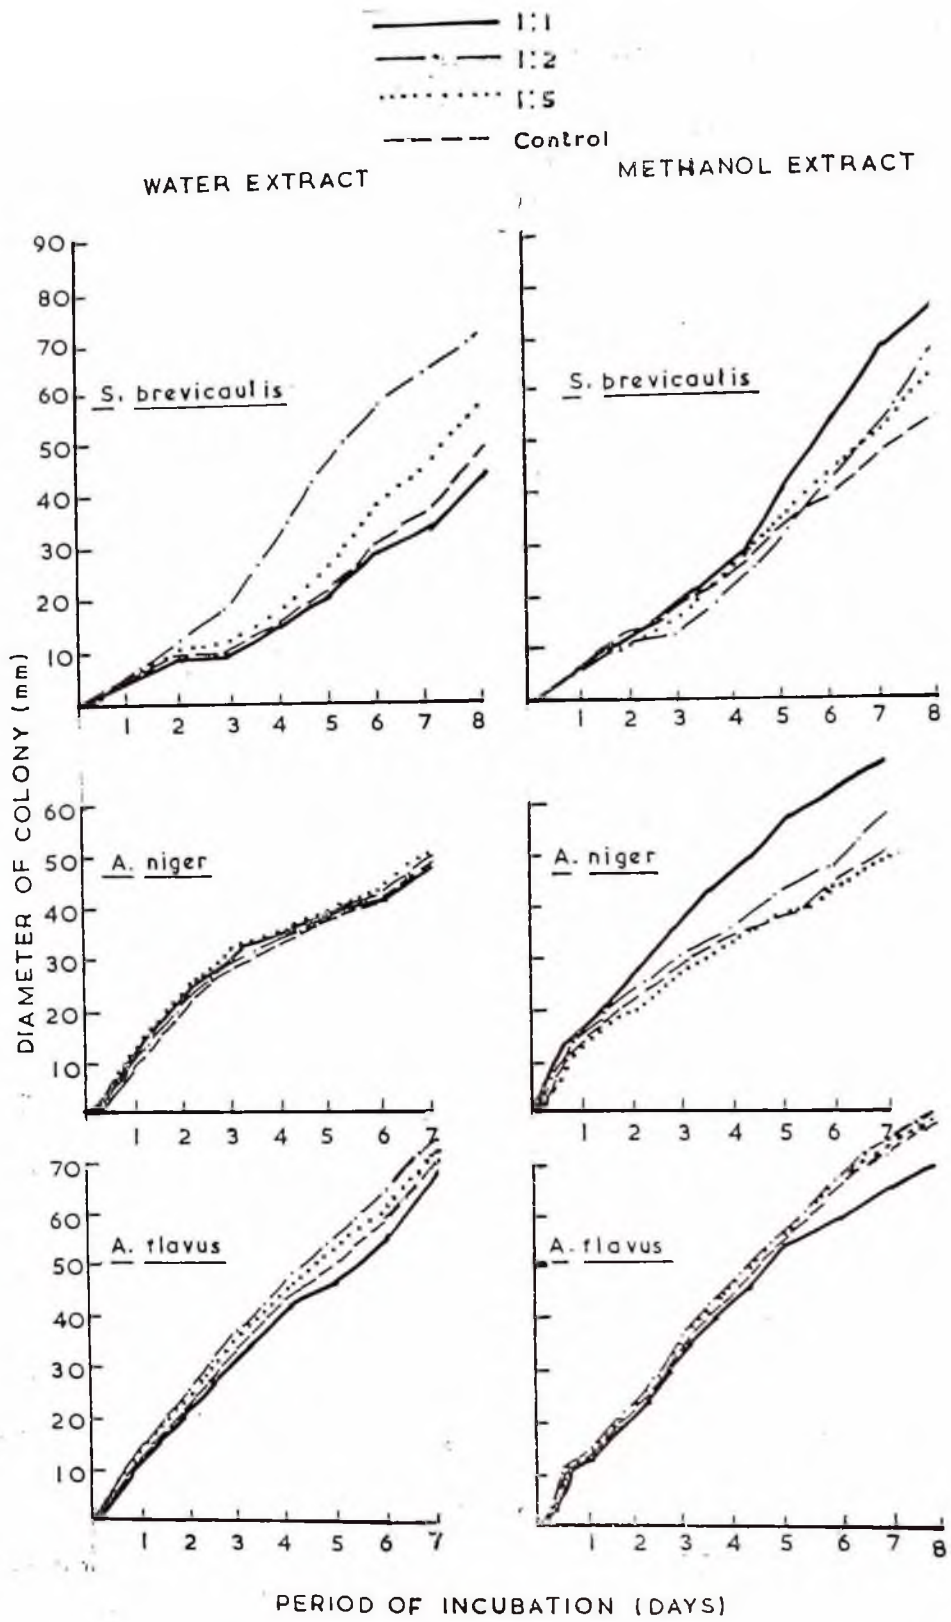 1:1
1:2
1:5
Control
WATER EXTRACT
METHANOL EXTRACT
90
80
70
60
50
40
30
20
10
S. brevicaulis
1 2 3 4 5 6 7 8
S. brevicaulis
1 2 3 4 5 6 7 8
DIAMETER OF COLONY (mm)
60
50
40
30
20
10
A. niger
1 2 3 4 5 6 7
A. niger
1 2 3 4 5 6 7
70
60
50
40
30
20
10
A. flavus
1 2 3 4 5 6 7
A. flavus
1 2 3 4 5 6 7 8
PERIOD OF INCUBATION (DAYS)